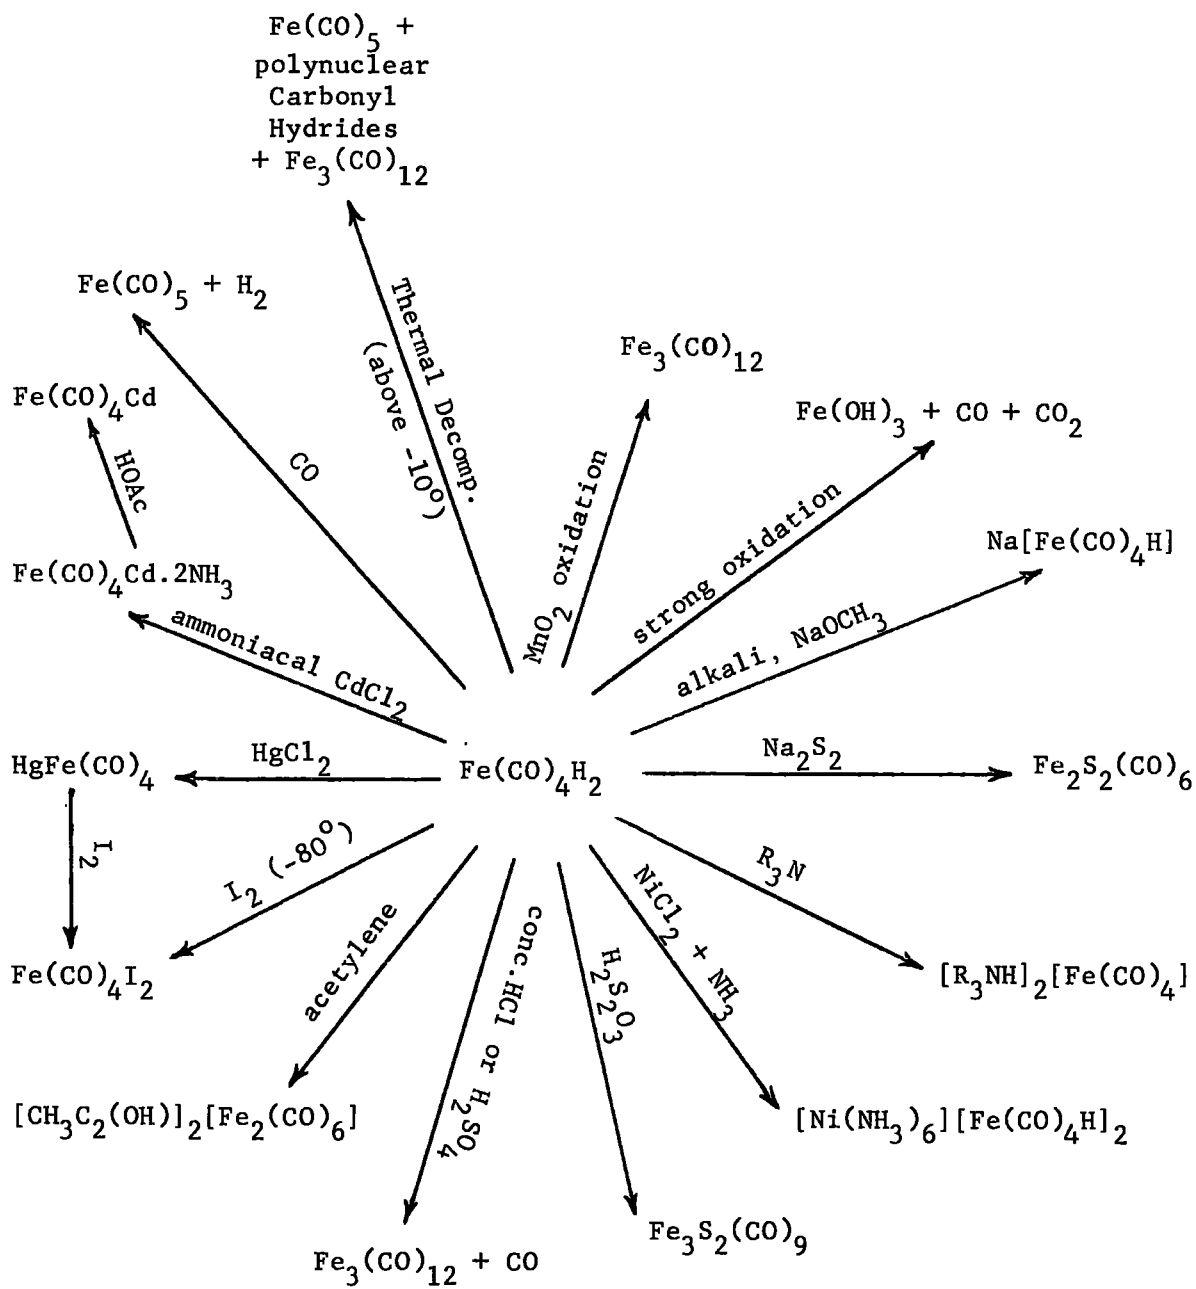 Fe(CO)₅ +
polynuclear
Carbonyl
Hydrides
+ Fe₃(CO)₁₂
Thermal Decomp.
(above -10°)
Fe(CO)₅ + H₂
CO
Fe₃(CO)₁₂
MnO₂ oxidation
Fe(OH)₃ + CO + CO₂
strong oxidation
Fe(CO)₄Cd
HOAc
Fe(CO)₄Cd.2NH₃
ammoniacal CdCl₂
Na[Fe(CO)₄H]
alkali, NaOCH₃
HgFe(CO)₄
HgCl₂
Fe(CO)₄H₂
Na₂S₂
Fe₂S₂(CO)₆
I₂
I₂ (-80°)
Fe(CO)₄I₂
R₃N
[R₃NH]₂[Fe(CO)₄]
acetylene
[CH₃C₂(OH)]₂[Fe₂(CO)₆]
conc.HCl or H₂SO₄
Fe₃(CO)₁₂ + CO
H₂S₂O₃
Fe₃S₂(CO)₉
NiCl₂ + NH₃
[Ni(NH₃)₆][Fe(CO)₄H]₂